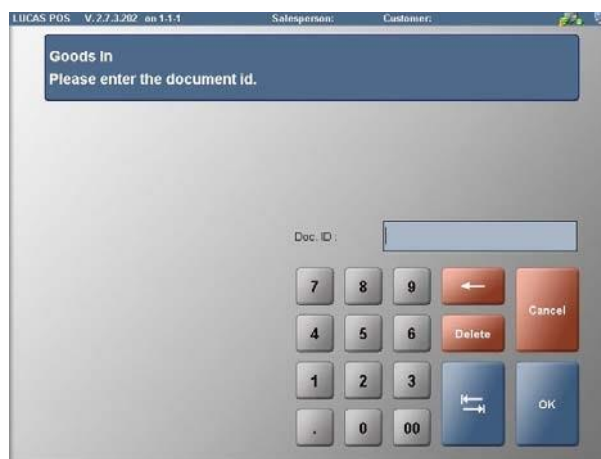 LUCAS POS V. 2.7.3.202 on 1-1-1 Salesperson: Customer:
Goods In
Please enter the document id.
Doc. ID :
7 8 9
Cancel
4 5 6 Delete
1 2 3
OK
. 0 00